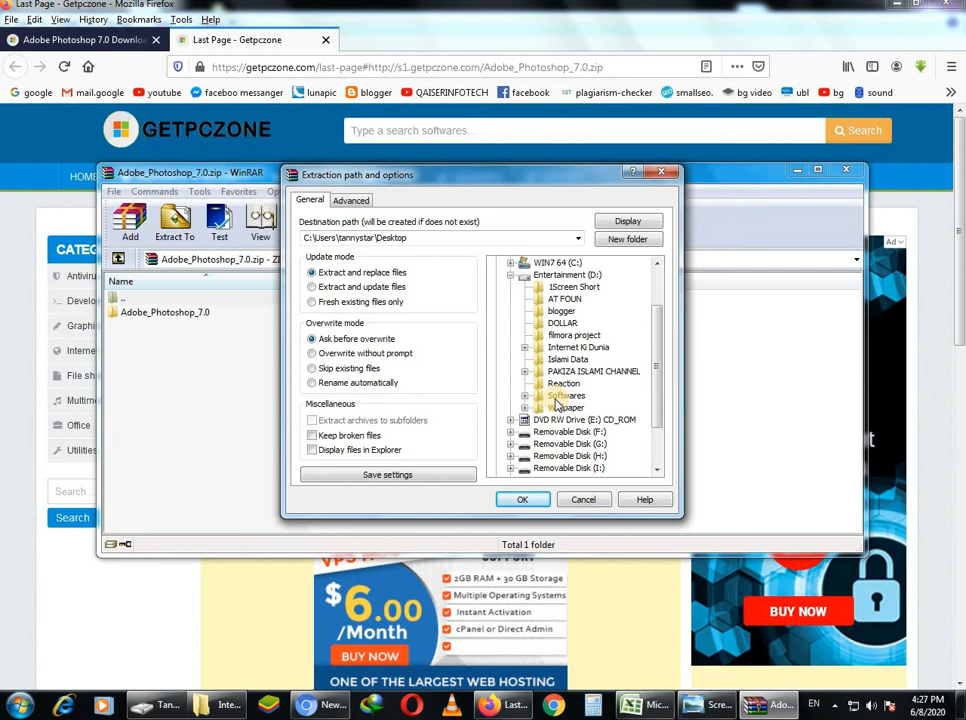 Last Page - Getpczone - Mozilla Firefox
File Edit View History Bookmarks Tools Help
Adobe Photoshop 7.0 Downlo
Last Page - Getpczone
https://getpczone.com/last-page#http://s1.getpczone.com/Adobe_Photoshop_7.0.zip
google mail.google youtube faceboo messanger lunapic blogger QAISERINFOTECH facebook plagiarism-checker smallseo. bg video ubl bg sound
GETPCZONE
Type a search softwares...
Search
HOME
CATEG
Antivirus
Graphi
Interne
File sh
Multim
Office
Utilities
Search ...
Search
Adobe_Photoshop_7.0.zip - WinRAR
File Commands Tools Favorites Op
Add Extract To Test View
Adobe_Photoshop_7.0.zip - ZI
Name
..
Adobe_Photoshop_7.0
Total 1 folder
Extraction path and options
General Advanced
Destination path (will be created if does not exist)
C:\Users\tannystar\Desktop
Display
New folder
Update mode
Extract and replace files
Extract and update files
Fresh existing files only
Overwrite mode
Ask before overwrite
Overwrite without prompt
Skip existing files
Rename automatically
Miscellaneous
Extract archives to subfolders
Keep broken files
Display files in Explorer
Save settings
WIN7 64 (C:)
Entertainment (D:)
1Screen Short
AT FOUN
blogger
DOLLAR
filmora project
Internet Ki Dunia
Islami Data
PAKIZA ISLAMI CHANNEL
Reaction
Softwares
DVD RW Drive (E:) CD_ROM
Removable Disk (F:)
Removable Disk (G:)
Removable Disk (H:)
Removable Disk (I:)
OK Cancel Help
Ad
$6.00
/Month
BUY NOW
2GB RAM + 30 GB Storage
Multiple Operating Systems
Instant Activation
cPanel or Direct Admin
ONE OF THE LARGEST WEB HOSTING
BUY NOW
Tan... Inte... New... Last... Mic... Scre... Ado...
EN
4:27 PM
6/8/2020